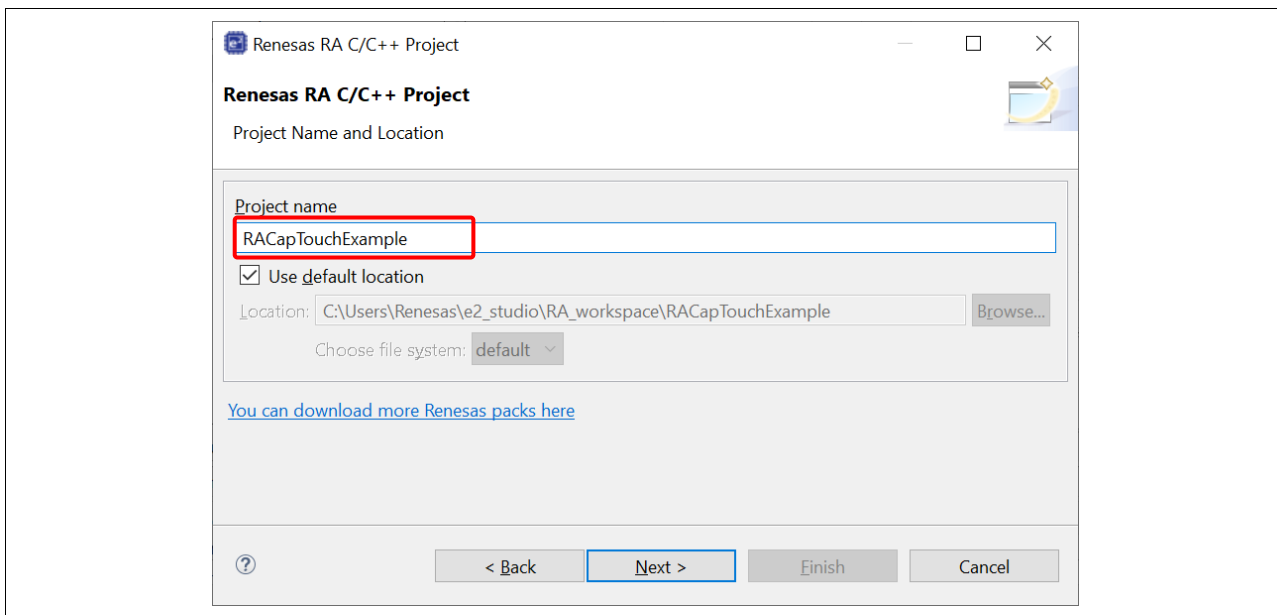 Renesas RA C/C++ Project
Renesas RA C/C++ Project
Project Name and Location
Project name
RACapTouchExample
Use default location
Location: C:\Users\Renesas\e2_studio\RA_workspace\RACapTouchExample Browse...
Choose file system: default
You can download more Renesas packs here
? < Back Next > Finish Cancel